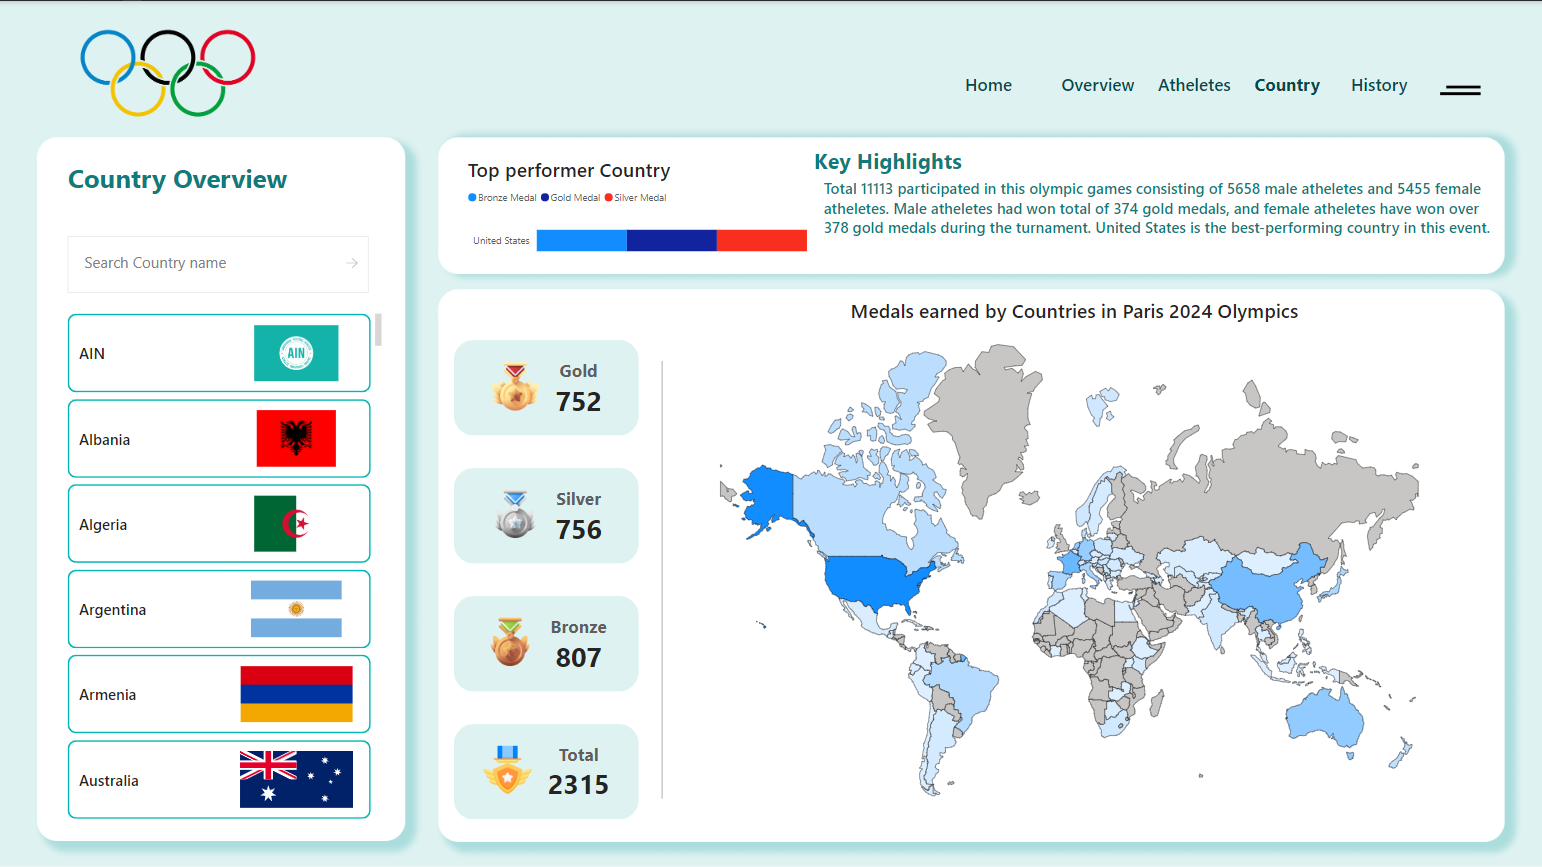 Home Overview Atheletes Country History
Country Overview
Search Country name
AIN
AIN
Albania
Algeria
Argentina
Armenia
Australia
Top performer Country
Bronze Medal Gold Medal Silver Medal
United States
Key Highlights
Total 11113 participated in this olympic games consisting of 5658 male atheletes and 5455 female
atheletes. Male atheletes had won total of 374 gold medals, and female atheletes have won over
378 gold medals during the turnament. United States is the best-performing country in this event.
Medals earned by Countries in Paris 2024 Olympics
Gold
752
Silver
756
Bronze
807
Total
2315